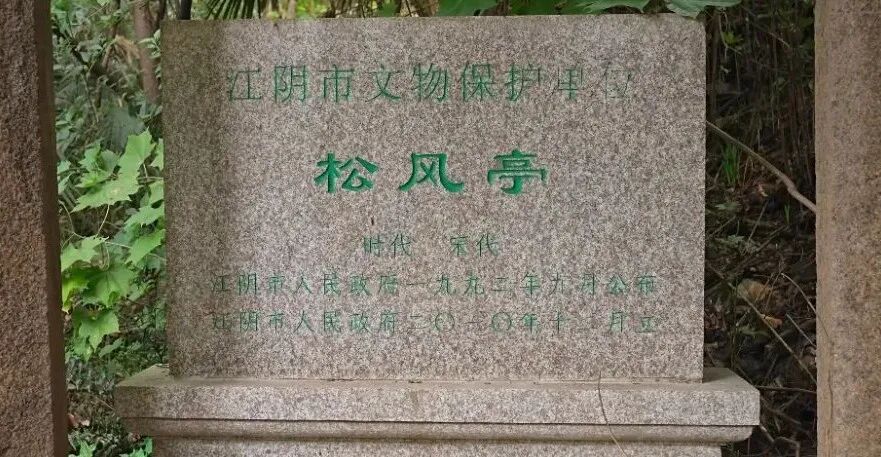 江阴市文物保护单位
松风亭
时代 宋代
江阴市人民政府一九九二年九月公布
江阴市人民政府二〇一〇年十二月立